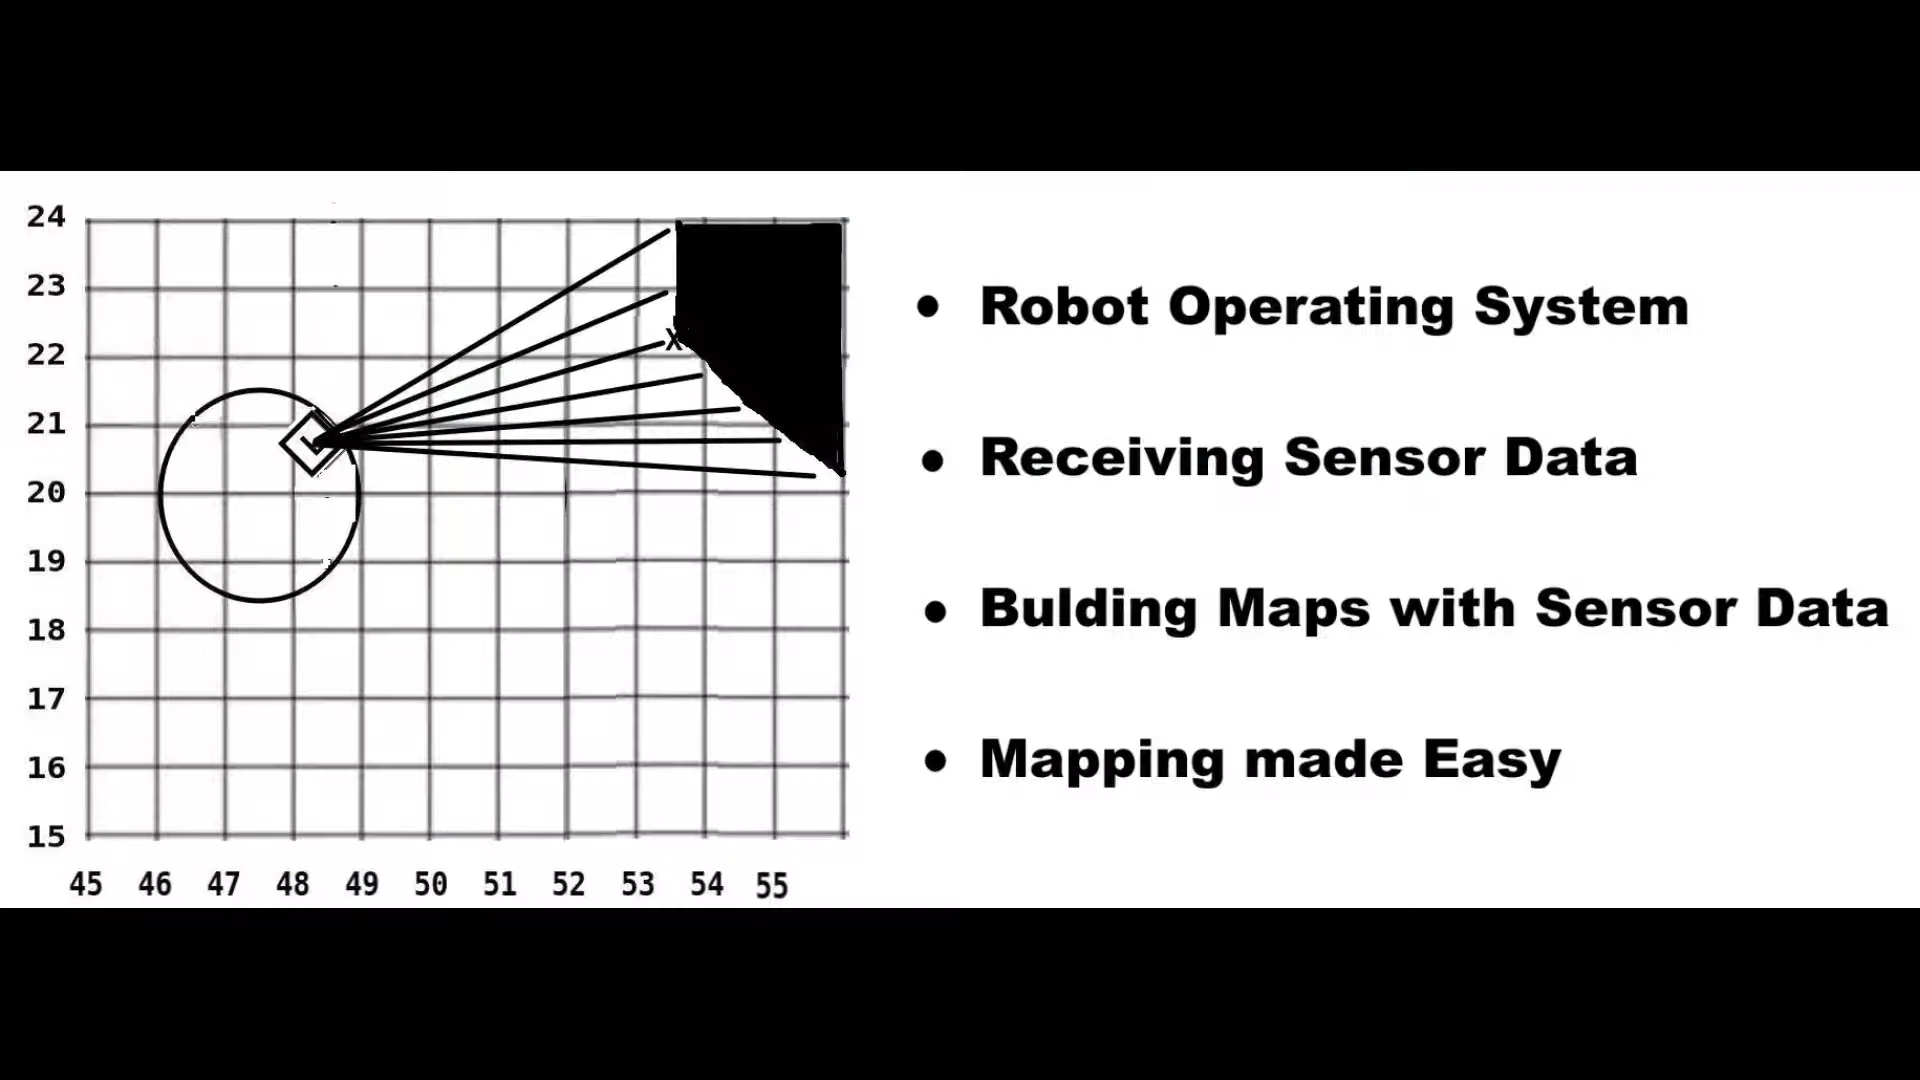 24
23
22
21
20
19
18
17
16
15
45 46 47 48 49 50 51 52 53 54 55
X
• Robot Operating System
• Receiving Sensor Data
• Bulding Maps with Sensor Data
• Mapping made Easy